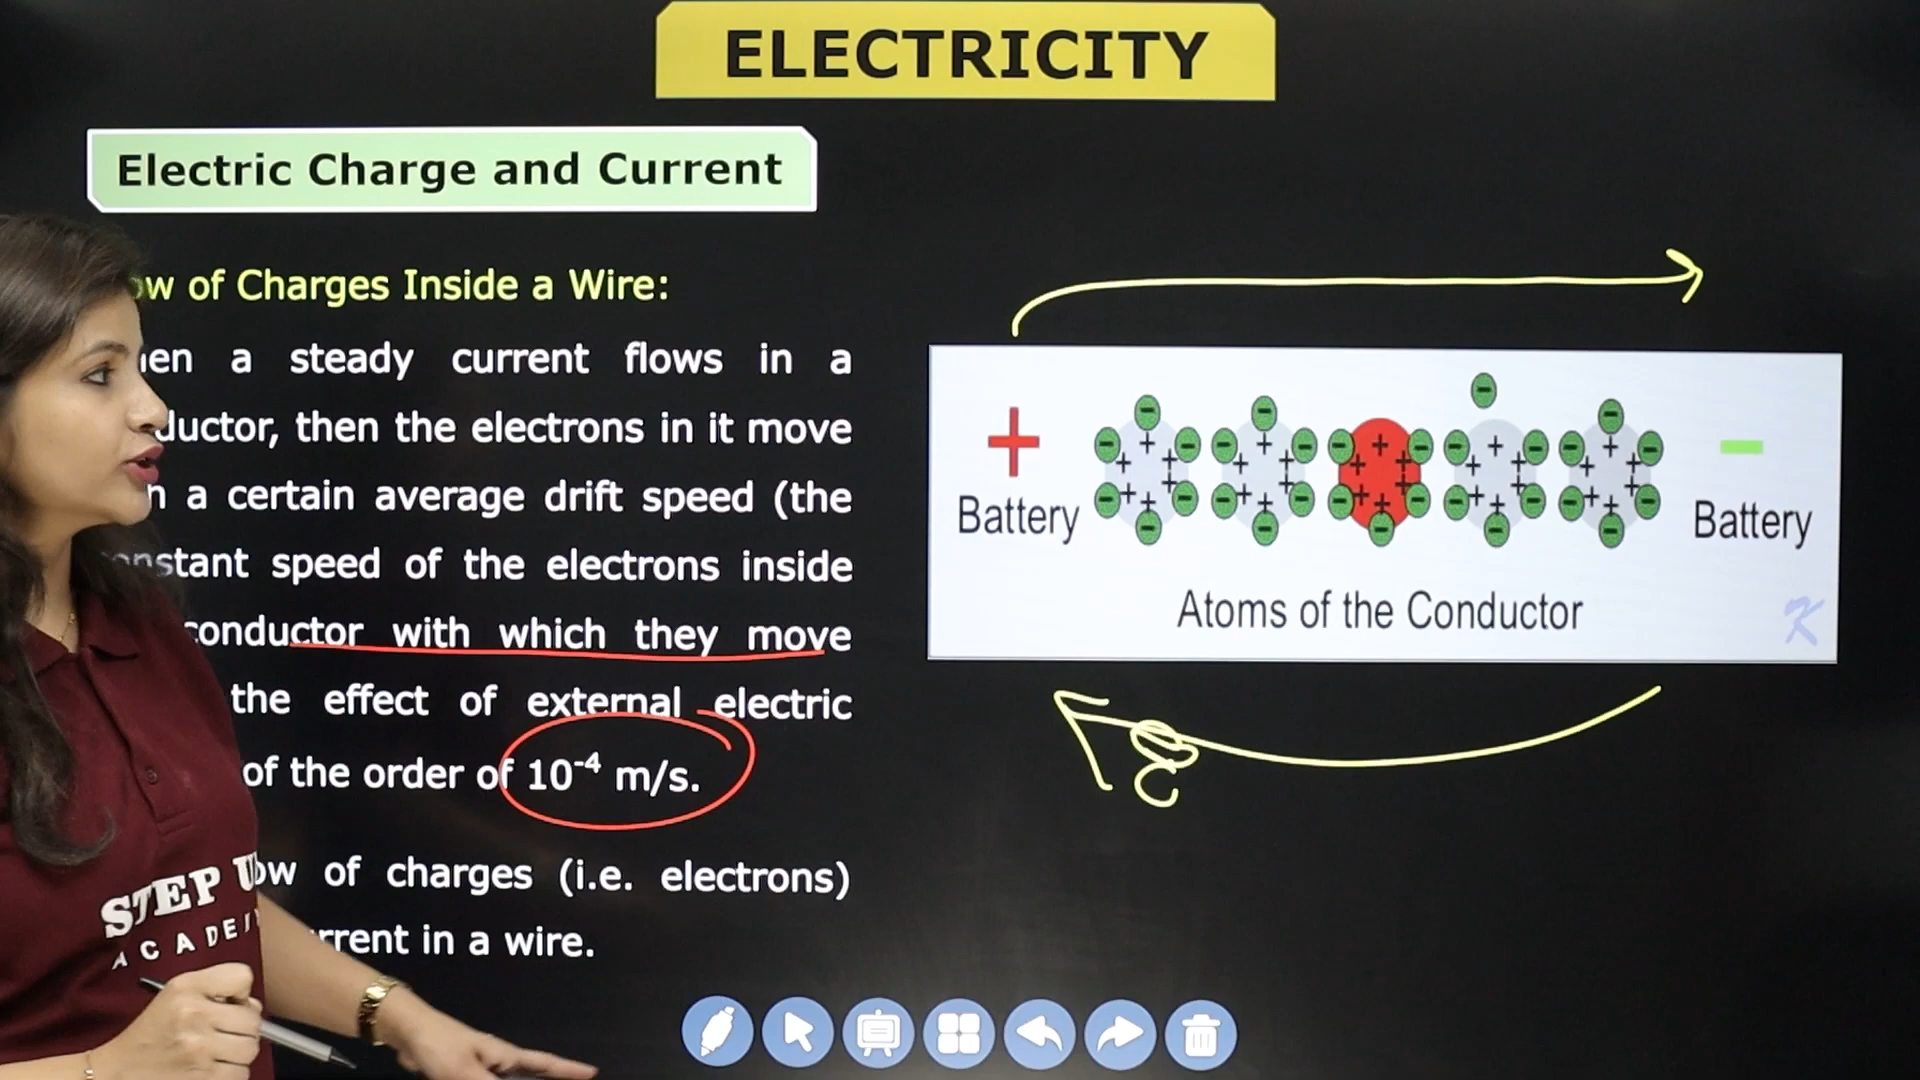 ELECTRICITY
Electric Charge and Current
ow of Charges Inside a Wire:
en a steady current flows in a
ductor, then the electrons in it move
n a certain average drift speed (the
onstant speed of the electrons inside
conductor with which they move
the effect of external electric
of the order of 10⁻⁴ m/s.
ow of charges (i.e. electrons)
rrent in a wire.
+ Battery
- Battery
Atoms of the Conductor
STEP U
ACADE